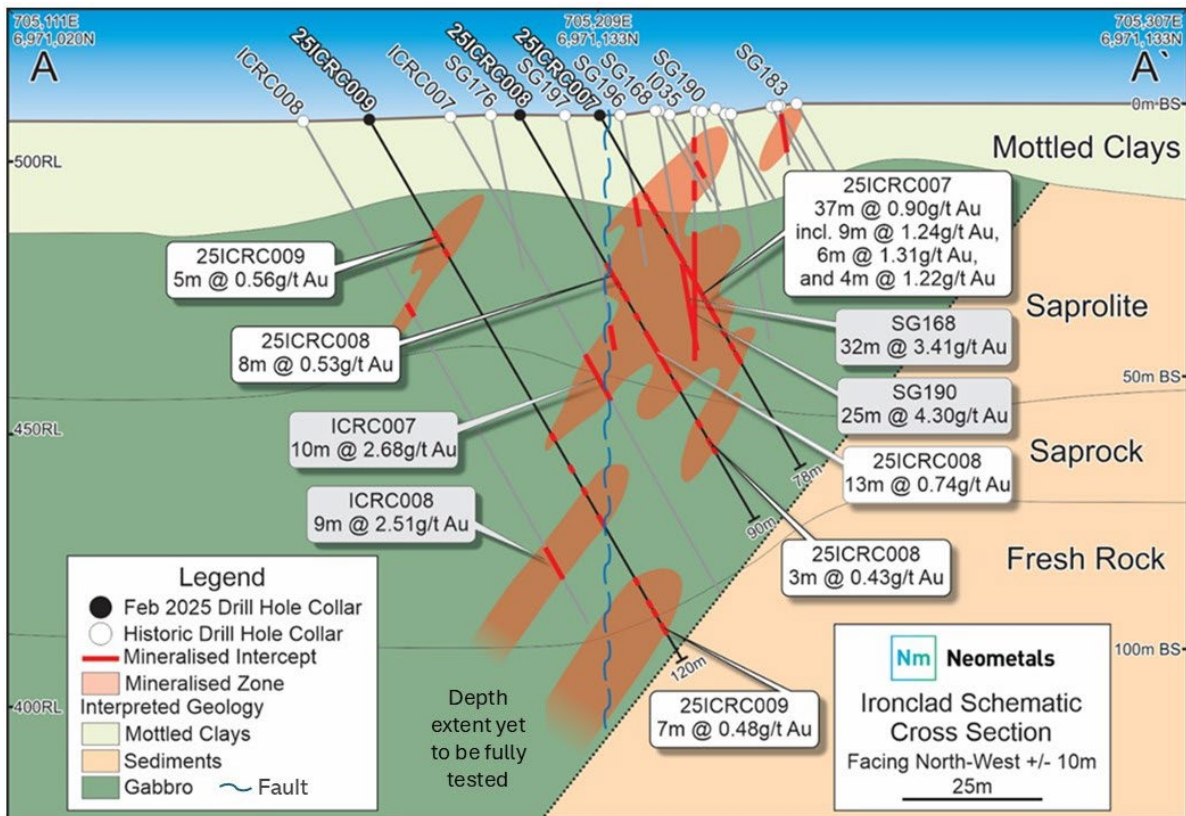 705,111E
6,971,020N
705,209E
6,971,133N
705,307E
6,971,133N
A
A`
ICRC008
25ICRC009
ICRC007
SG176
25ICRC008
SG197
25ICRC007
SG196
SG168
I035
SG190
SG183
0m BS
500RL
Mottled Clays
25ICRC007
37m @ 0.90g/t Au
incl. 9m @ 1.24g/t Au,
6m @ 1.31g/t Au,
and 4m @ 1.22g/t Au
25ICRC009
5m @ 0.56g/t Au
Saprolite
SG168
32m @ 3.41g/t Au
25ICRC008
8m @ 0.53g/t Au
50m BS
SG190
25m @ 4.30g/t Au
ICRC007
10m @ 2.68g/t Au
450RL
Saprock
25ICRC008
13m @ 0.74g/t Au
78m
ICRC008
9m @ 2.51g/t Au
90m
25ICRC008
3m @ 0.43g/t Au
Fresh Rock
Legend
Feb 2025 Drill Hole Collar
Historic Drill Hole Collar
Mineralised Intercept
Mineralised Zone
Interpreted Geology
Mottled Clays
Sediments
Gabbro
Fault
100m BS
120m
400RL
Depth
extent yet
to be fully
tested
25ICRC009
7m @ 0.48g/t Au
Nm Neometals
Ironclad Schematic
Cross Section
Facing North-West +/- 10m
25m